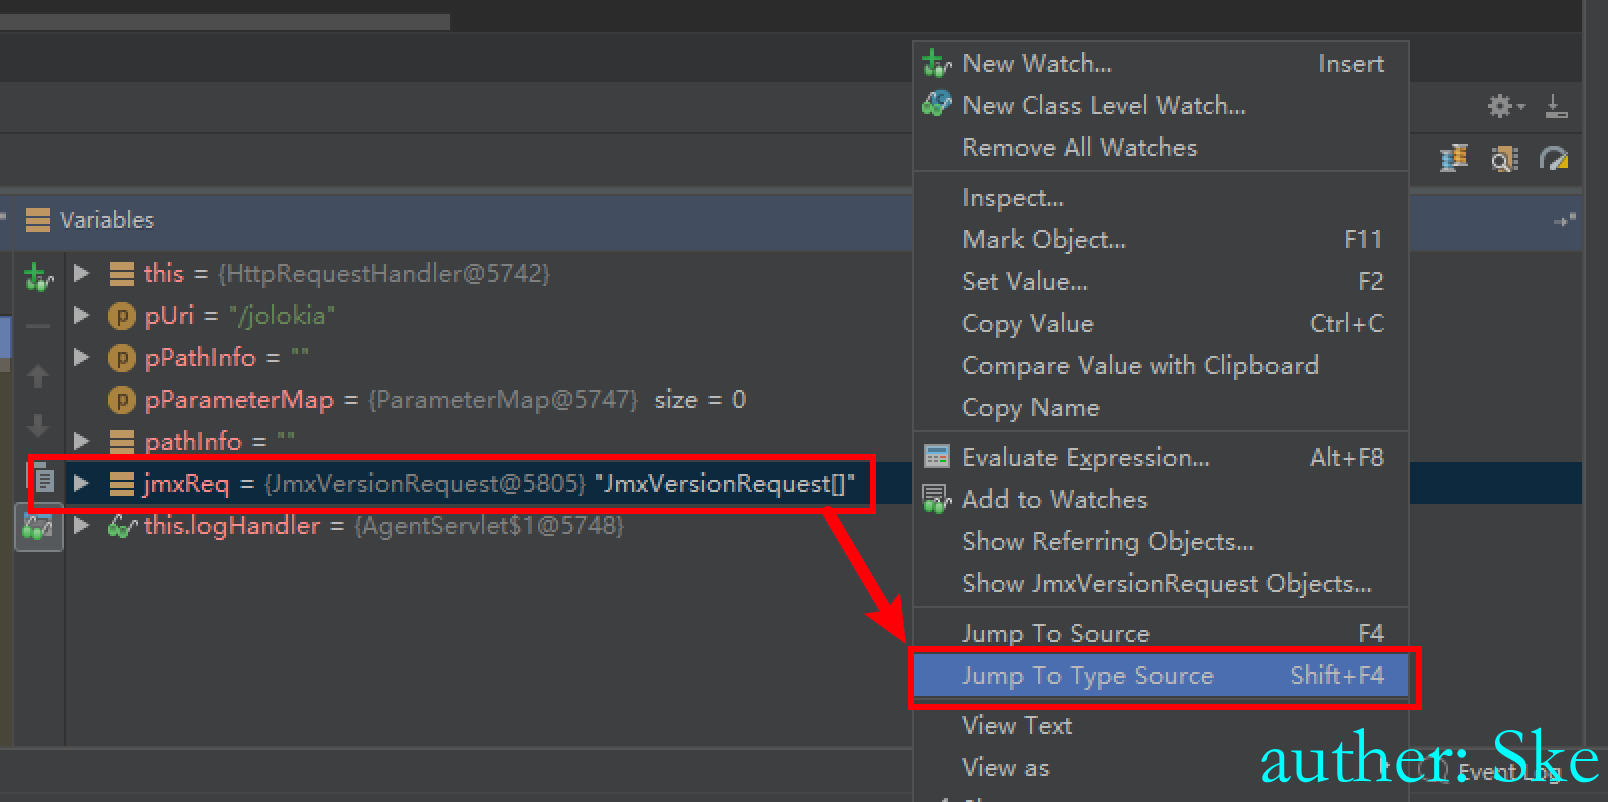 Variables
this = {HttpRequestHandler@5742}
pUri = "/jolokia"
pPathInfo = ""
pParameterMap = {ParameterMap@5747} size = 0
pathInfo = ""
jmxReq = {JmxVersionRequest@5805} "JmxVersionRequest[]"
this.logHandler = {AgentServlet$1@5748}
New Watch... Insert
New Class Level Watch...
Remove All Watches
Inspect...
Mark Object... F11
Set Value... F2
Copy Value Ctrl+C
Compare Value with Clipboard
Copy Name
Evaluate Expression... Alt+F8
Add to Watches
Show Referring Objects...
Show JmxVersionRequest Objects...
Jump To Source F4
Jump To Type Source Shift+F4
View Text
View as
Event Log
auther: Ske